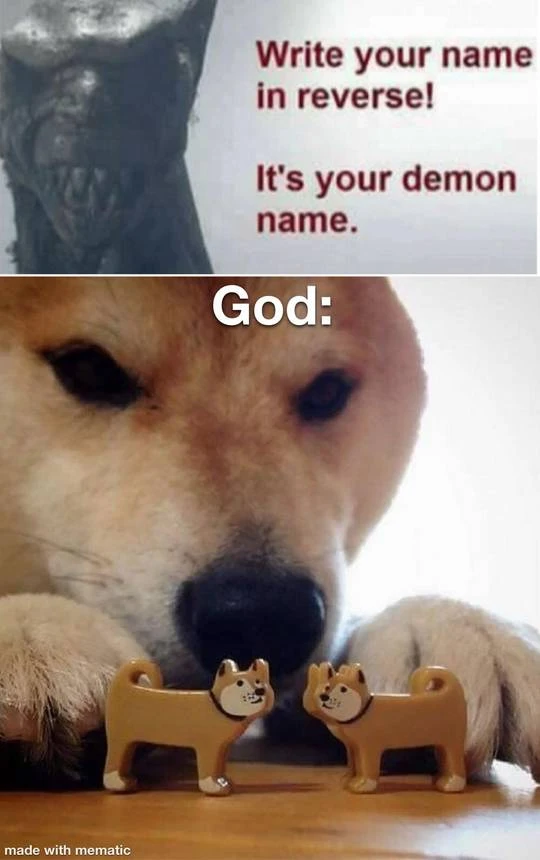 Write your name
in reverse!
It's your demon
name.
God:
made with mematic